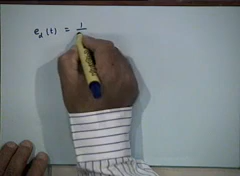 e_d(t) = 1